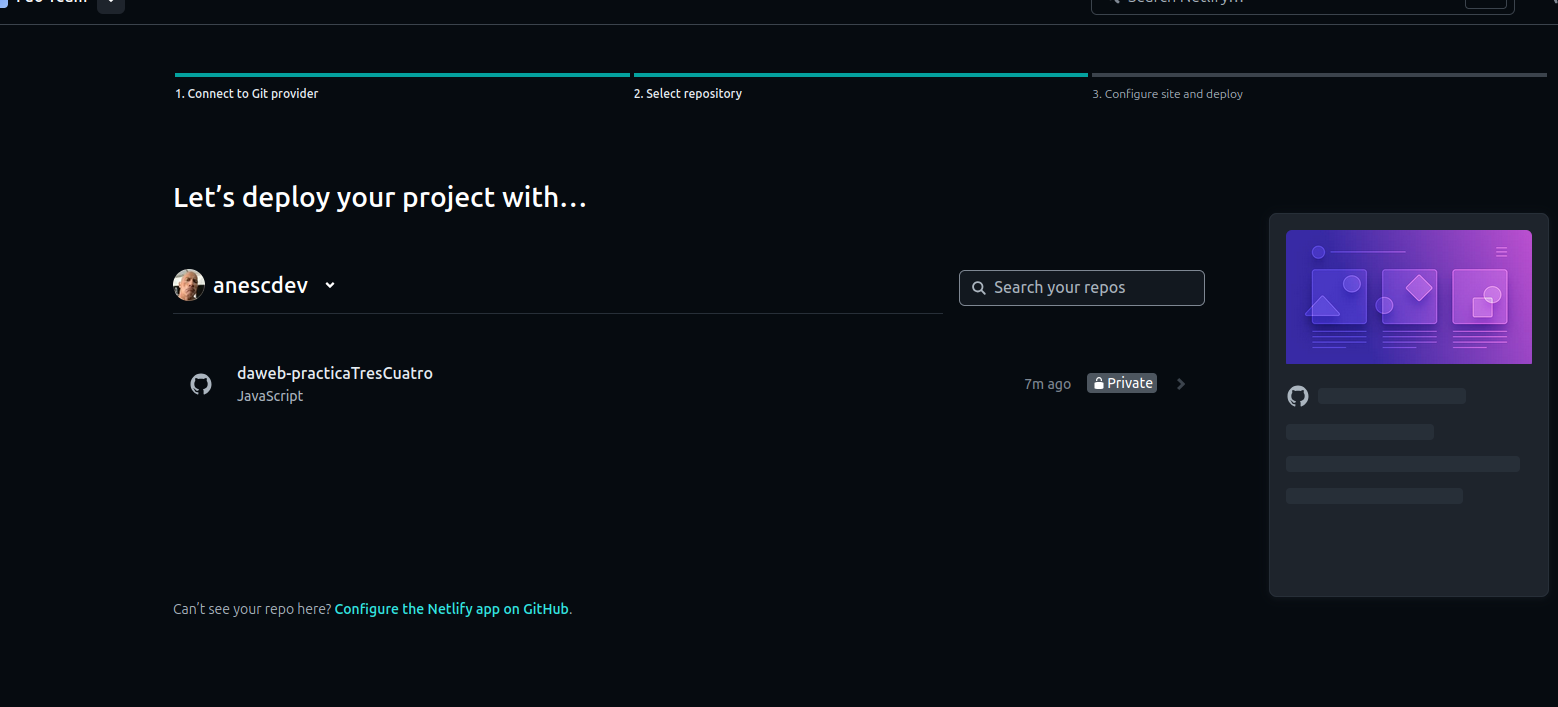 Team
Search Netlify...
1. Connect to Git provider
2. Select repository
3. Configure site and deploy
Let’s deploy your project with…
anescdev
Search your repos
daweb-practicaTresCuatro
JavaScript
7m ago
Private
Can’t see your repo here? Configure the Netlify app on GitHub.